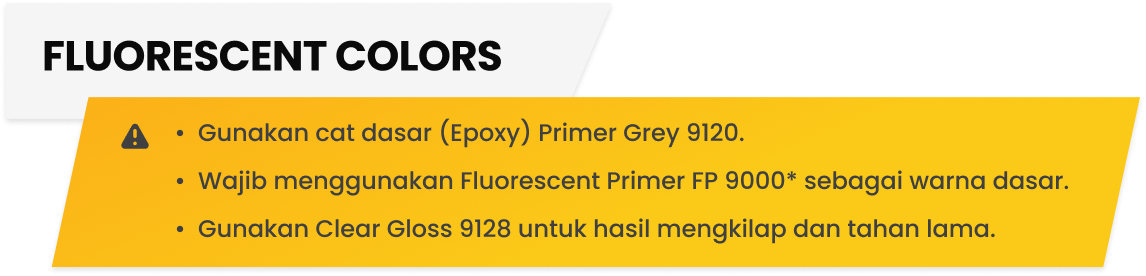 FLUORESCENT COLORS
• Gunakan cat dasar (Epoxy) Primer Grey 9120.
• Wajib menggunakan Fluorescent Primer FP 9000* sebagai warna dasar.
• Gunakan Clear Gloss 9128 untuk hasil mengkilap dan tahan lama.